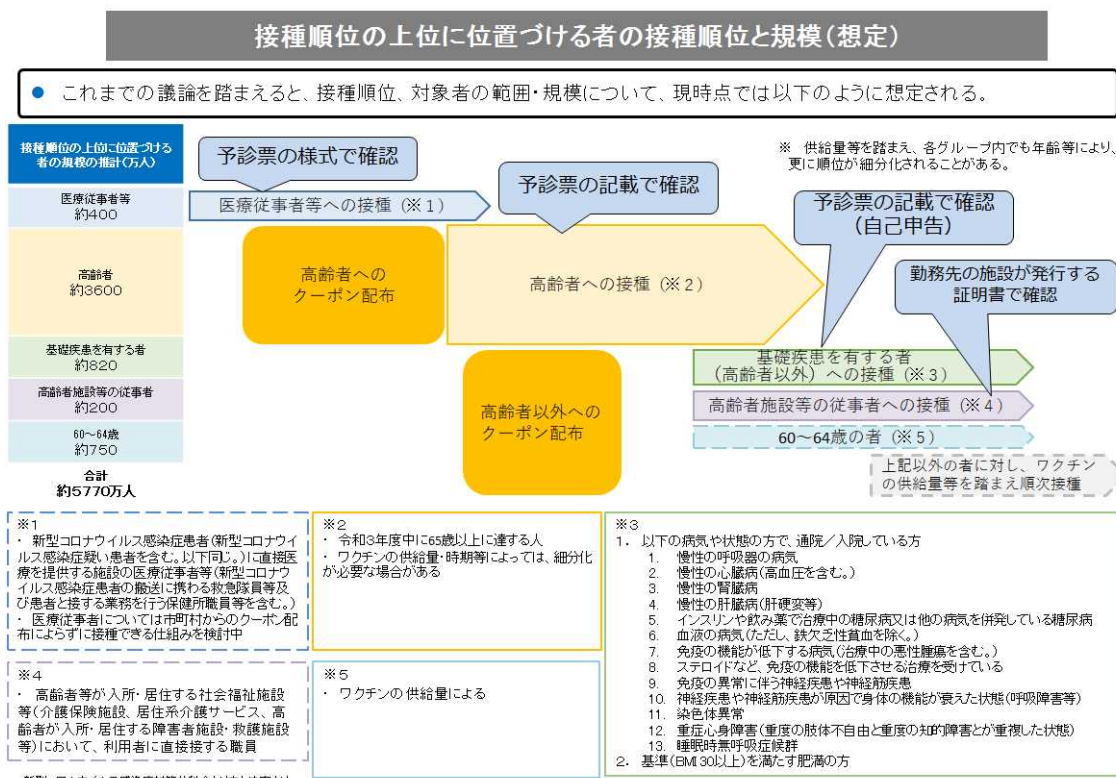 接種順位の上位に位置づける者の接種順位と規模（想定）
● これまでの議論を踏まえると、接種順位、対象者の範囲・規模について、現時点では以下のように想定される。
接種順位の上位に位置づける
者の規模の推計（万人）
医療従事者等
約400
高齢者
約3600
基礎疾患を有する者
約820
高齢者施設等の従事者
約200
60～64歳
約750
合計
約5770万人
予診票の様式で確認
医療従事者等への接種（※１）
高齢者への
クーポン配布
予診票の記載で確認
高齢者への接種（※２）
高齢者以外への
クーポン配布
※ 供給量等を踏まえ、各グループ内でも年齢等により、
更に順位が細分化されることがある。
予診票の記載で確認
（自己申告）
勤務先の施設が発行する
証明書で確認
基礎疾患を有する者
（高齢者以外）への接種（※３）
高齢者施設等の従事者への接種（※４）
60～64歳の者（※５）
上記以外の者に対し、ワクチン
の供給量等を踏まえ順次接種
※１
・ 新型コロナウイルス感染症患者（新型コロナウイ
ルス感染症疑い患者を含む。以下同じ。）に直接医
療を提供する施設の医療従事者等（新型コロナウ
イルス感染症患者の搬送に携わる救急隊員等及
び患者と接する業務を行う保健所職員等を含む。）
・ 医療従事者については市町村からのクーポン配
布によらずに接種できる仕組みを検討中
※２
・ 令和3年度中に65歳以上に達する人
・ ワクチンの供給量・時期等によっては、細分化
が必要な場合がある
※３
1. 以下の病気や状態の方で、通院／入院している方
1. 慢性の呼吸器の病気
2. 慢性の心臓病（高血圧を含む。）
3. 慢性の腎臓病
4. 慢性の肝臓病（肝硬変等）
5. インスリンや飲み薬で治療中の糖尿病又は他の病気を併発している糖尿病
6. 血液の病気（ただし、鉄欠乏性貧血を除く。）
7. 免疫の機能が低下する病気（治療中の悪性腫瘍を含む。）
8. ステロイドなど、免疫の機能を低下させる治療を受けている
9. 免疫の異常に伴う神経疾患や神経筋疾患
10. 神経疾患や神経筋疾患が原因で身体の機能が衰えた状態（呼吸障害等）
11. 染色体異常
12. 重症心身障害（重度の肢体不自由と重度の知的障害とが重複した状態）
13. 睡眠時無呼吸症候群
2. 基準（BMI 30以上）を満たす肥満の方
※４
・ 高齢者等が入所・居住する社会福祉施設
等（介護保険施設、居住系介護サービス、高
齢者が入所・居住する障害者施設・救護施設
等）において、利用者に直接接する職員
※５
・ ワクチンの供給量による